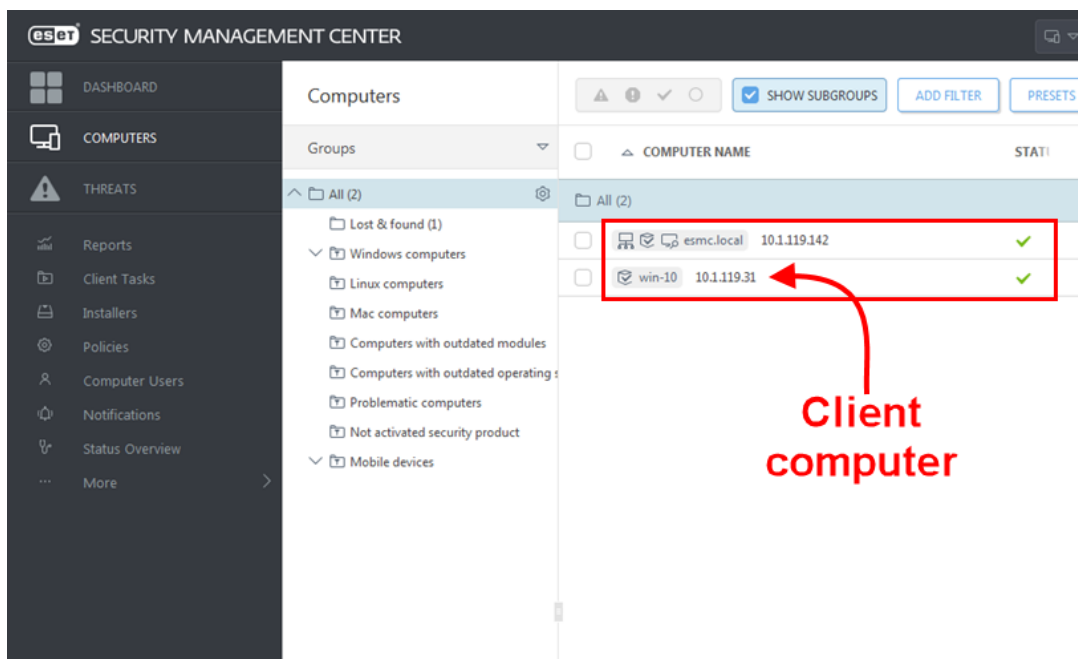 eset SECURITY MANAGEMENT CENTER
DASHBOARD
COMPUTERS
THREATS
Reports
Client Tasks
Installers
Policies
Computer Users
Notifications
Status Overview
More
Computers
Groups
All (2)
Lost & found (1)
Windows computers
Linux computers
Mac computers
Computers with outdated modules
Computers with outdated operating s
Problematic computers
Not activated security product
Mobile devices
SHOW SUBGROUPS ADD FILTER PRESETS
COMPUTER NAME STAT
All (2)
esmc.local 10.1.119.142
win-10 10.1.119.31
Client
computer